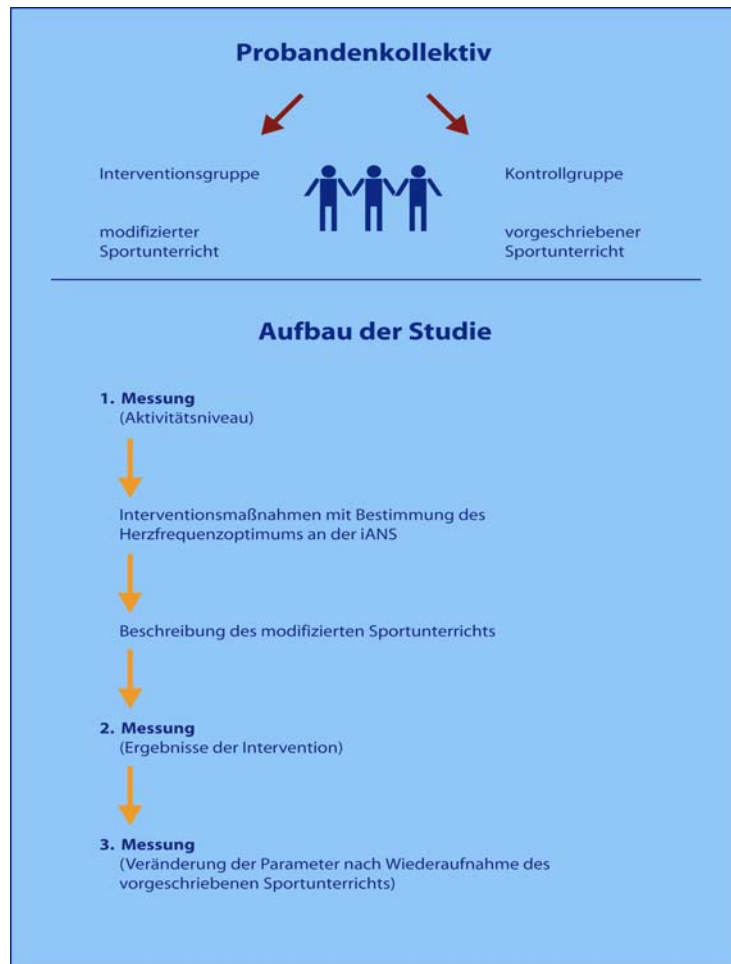 Probandenkollektiv
Interventionsgruppe
Kontrollgruppe
modifizierter
Sportunterricht
vorgeschriebener
Sportunterricht
Aufbau der Studie
1. Messung
(Aktivitätsniveau)
Interventionsmaßnahmen mit Bestimmung des
Herzfrequenzoptimums an der iANS
Beschreibung des modifizierten Sportunterrichts
2. Messung
(Ergebnisse der Intervention)
3. Messung
(Veränderung der Parameter nach Wiederaufnahme des
vorgeschriebenen Sportunterrichts)